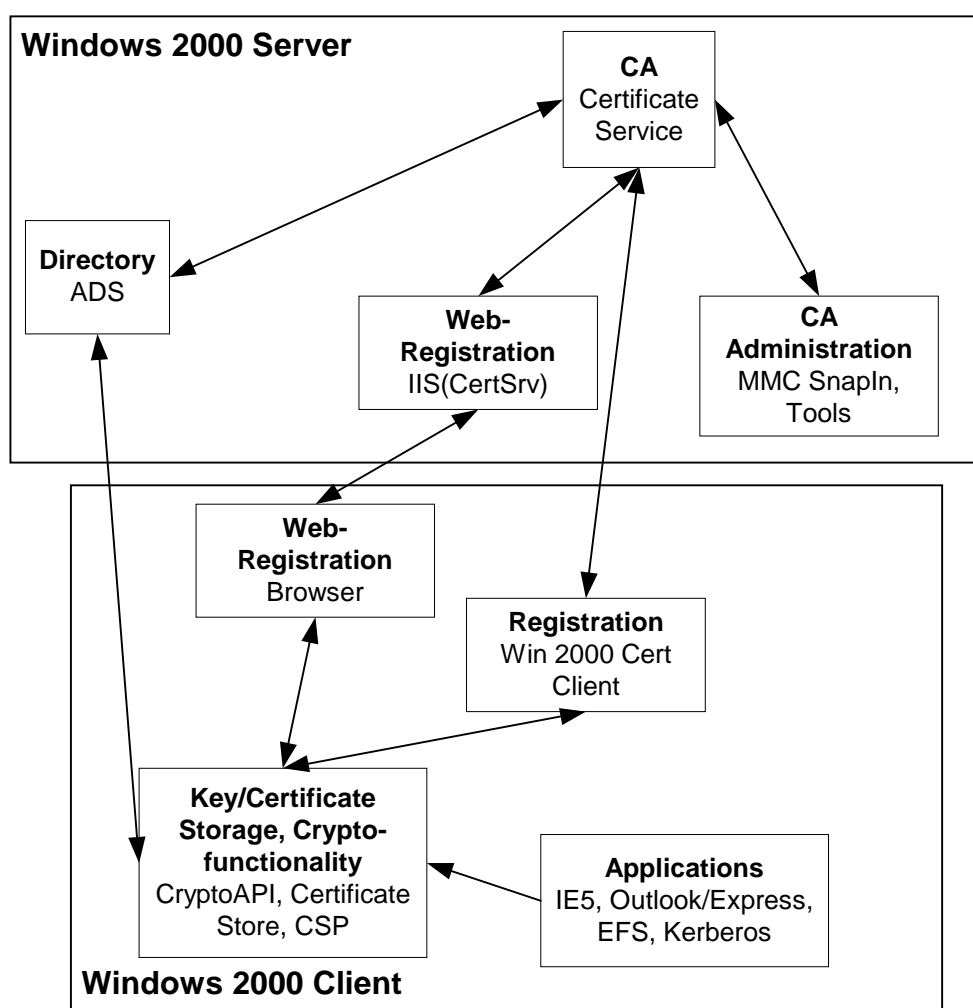 Windows 2000 Server
CA
Certificate
Service
Directory
ADS
Web-
Registration
IIS(CertSrv)
CA
Administration
MMC SnapIn,
Tools
Web-
Registration
Browser
Registration
Win 2000 Cert
Client
Key/Certificate
Storage, Crypto-
functionality
CryptoAPI, Certificate
Store, CSP
Applications
IE5, Outlook/Express,
EFS, Kerberos
Windows 2000 Client